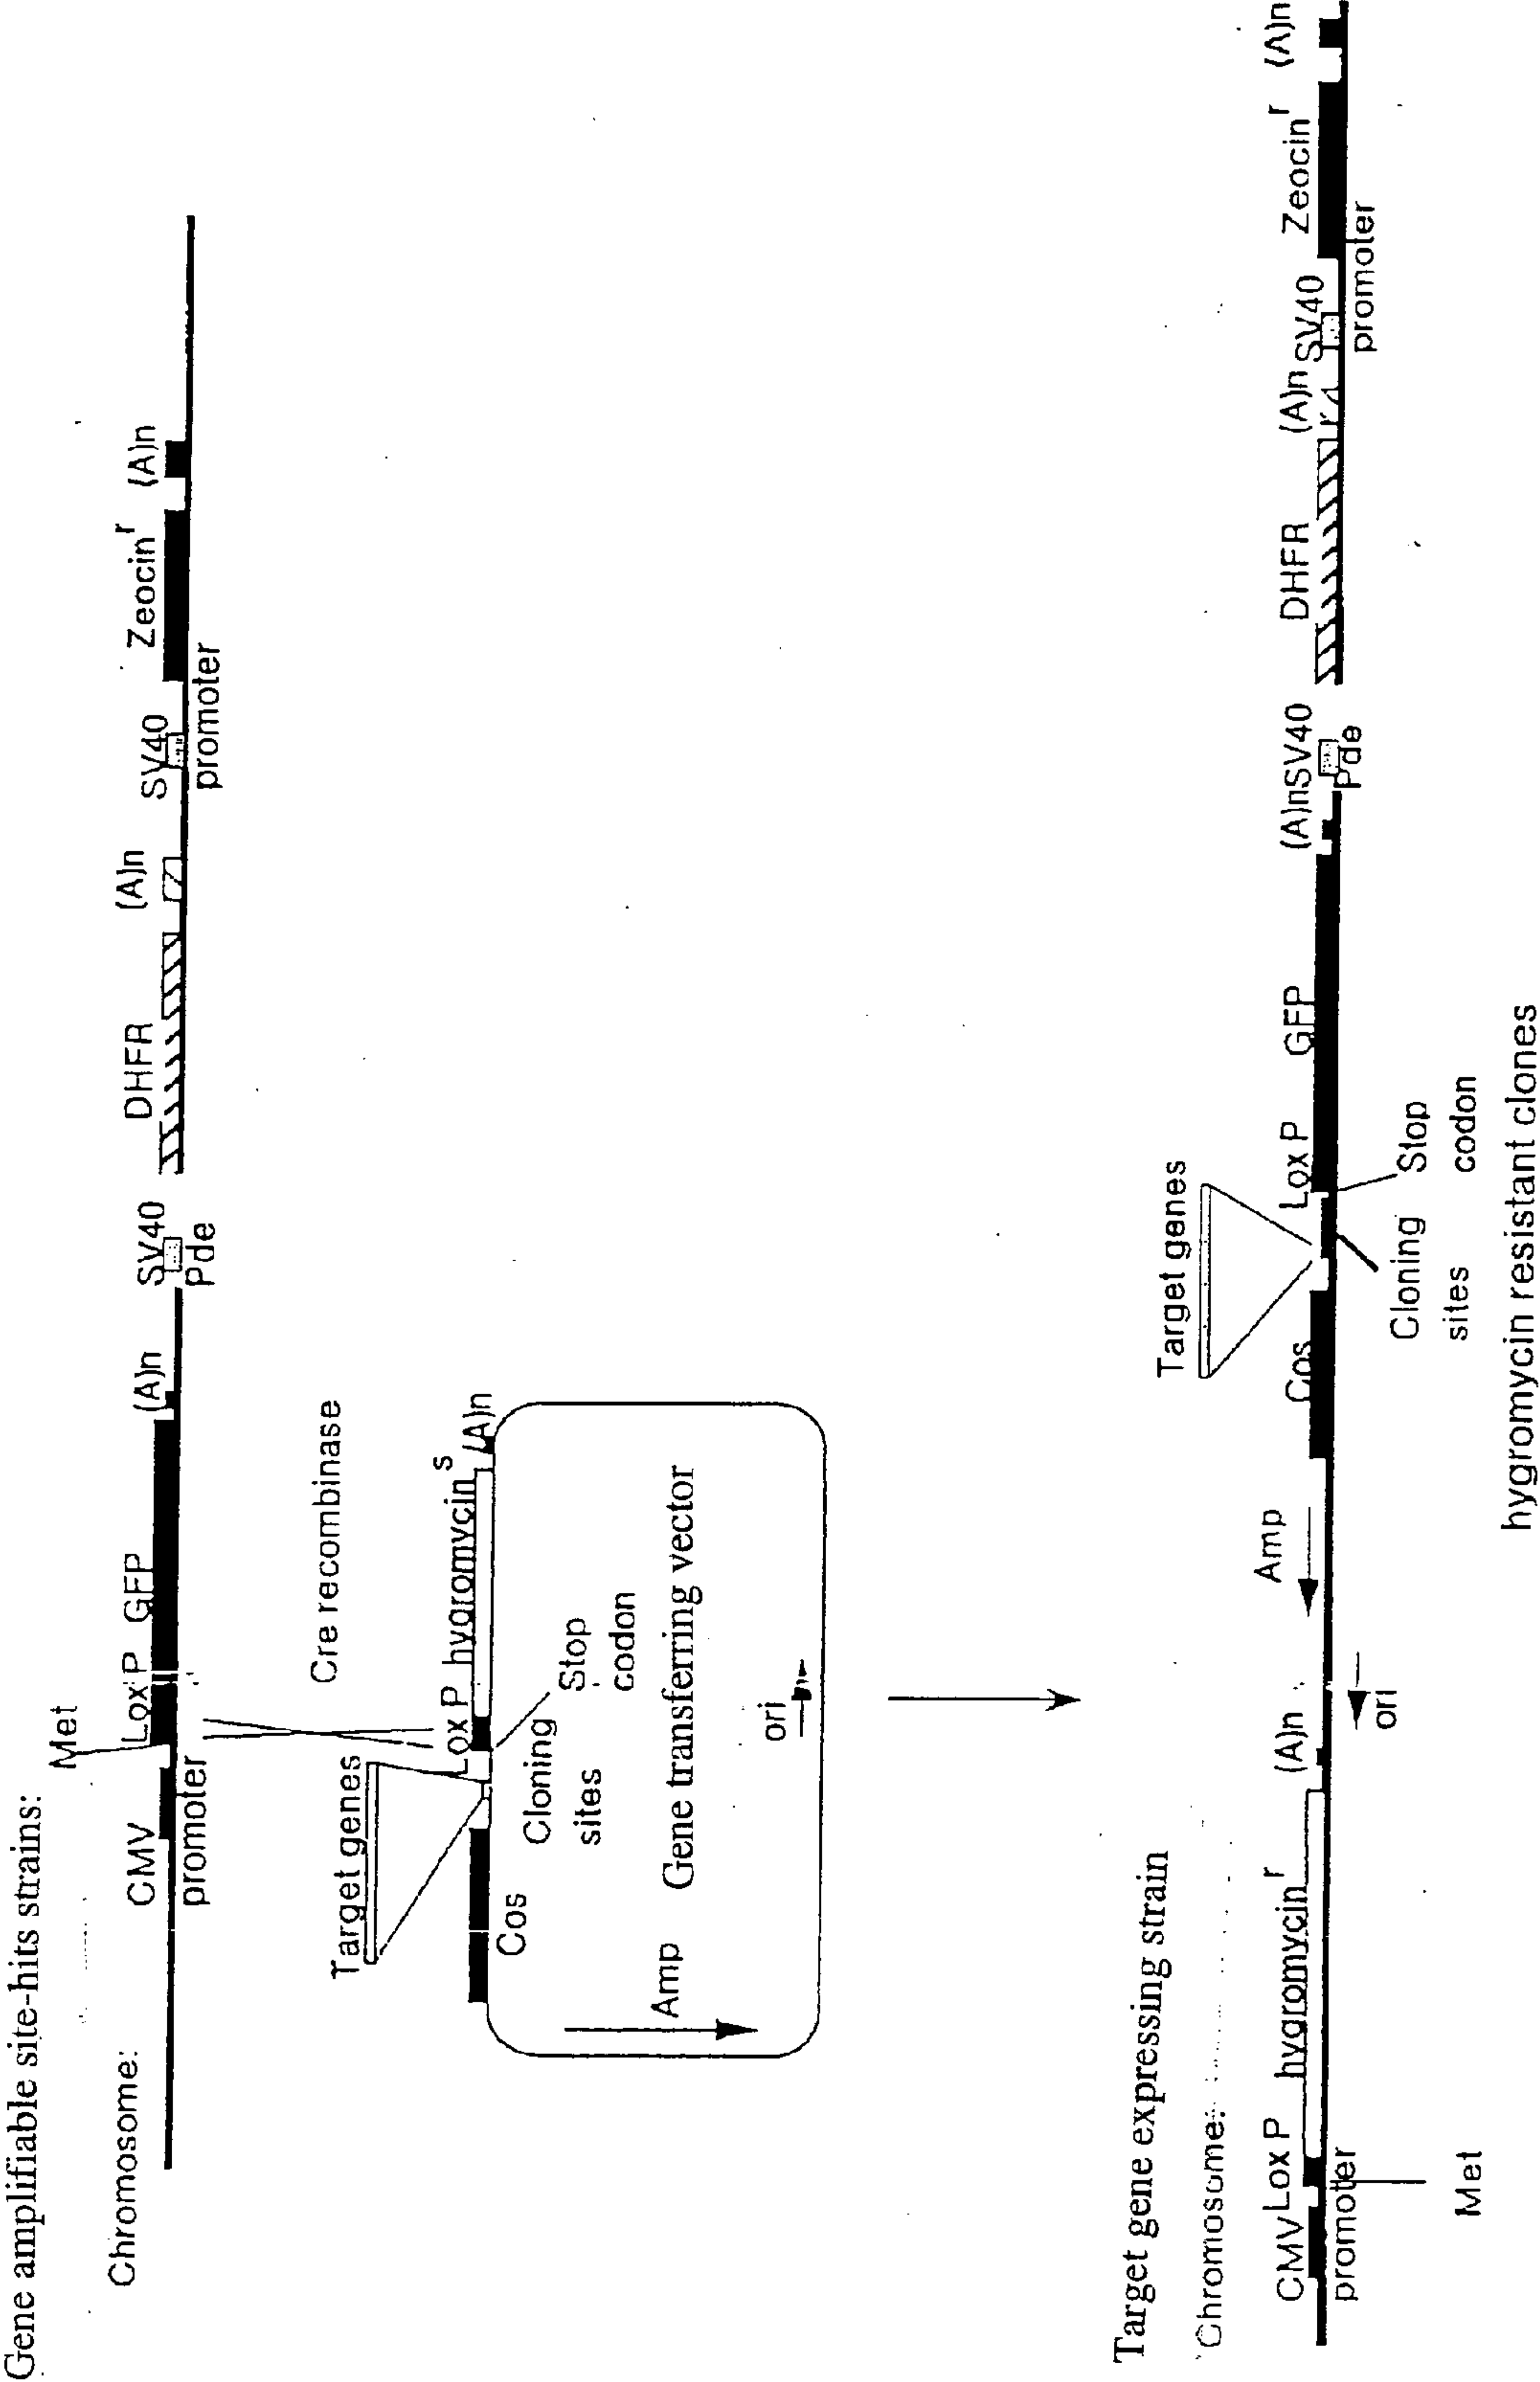 Gene amplifiable site-hits strains:
Chromosome:
CMV
promoter
Met
Lox P
GFP
(A)n
SV40
Pde
DHFR
(A)n
SV40
promoter
Zeocin r
(A)n
Cre recombinase
Target genes
Cos
Cloning
sites
Lox P
hygromycin s
(A)n
Stop
codon
Amp
Gene transferring vector
ori
Target gene expressing strain
Chromosome:
CMV
promoter
Lox P
Met
hygromycin r
(A)n
ori
Amp
Cos
Target genes
Cloning
sites
Lox P
Stop
codon
GFP
(A)n
SV40
Pde
DHFR
(A)n
SV40
promoter
Zeocin r
(A)n
hygromycin resistant clones